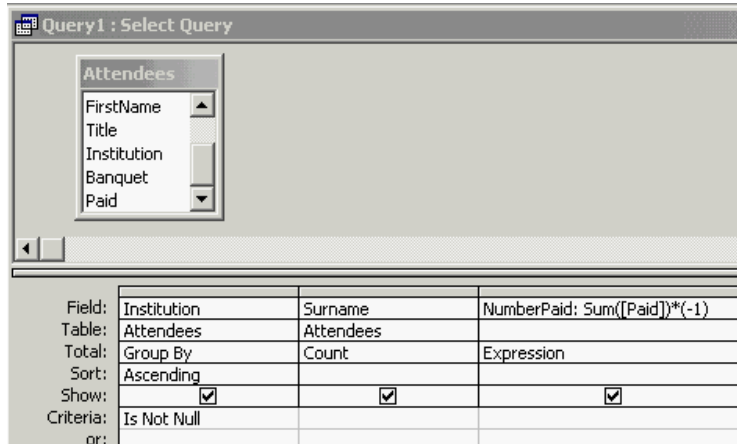 Query1 : Select Query
Attendees
FirstName
Title
Institution
Banquet
Paid
Field: Institution Surname NumberPaid: Sum([Paid])*(-1)
Table: Attendees Attendees
Total: Group By Count Expression
Sort: Ascending
Show:
Criteria: Is Not Null
or: